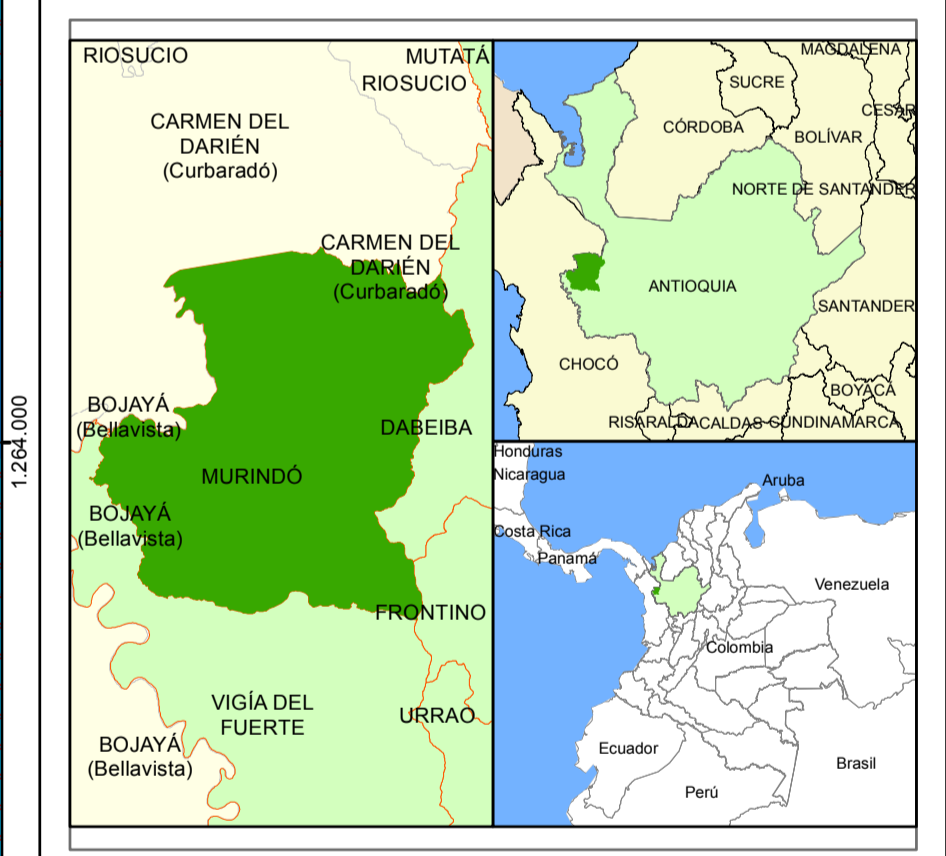 1.264.000
RIOSUCIO
MUTATÁ
RIOSUCIO
CARMEN DEL
DARIÉN
(Curbaradó)
CARMEN DEL
DARIÉN
(Curbaradó)
BOJAYÁ
(Bellavista)
DABEIBA
MURINDÓ
BOJAYÁ
(Bellavista)
FRONTINO
VIGÍA DEL
FUERTE
URRAO
BOJAYÁ
(Bellavista)
MAGDALENA
SUCRE
CESAR
CÓRDOBA
BOLÍVAR
NORTE DE SANTANDER
ANTIOQUIA
SANTANDER
CHOCÓ
BOYACÁ
RISARALDA
CALDAS
CUNDINAMARCA
Honduras
Nicaragua
Aruba
Costa Rica
Panamá
Venezuela
Colombia
Ecuador
Perú
Brasil